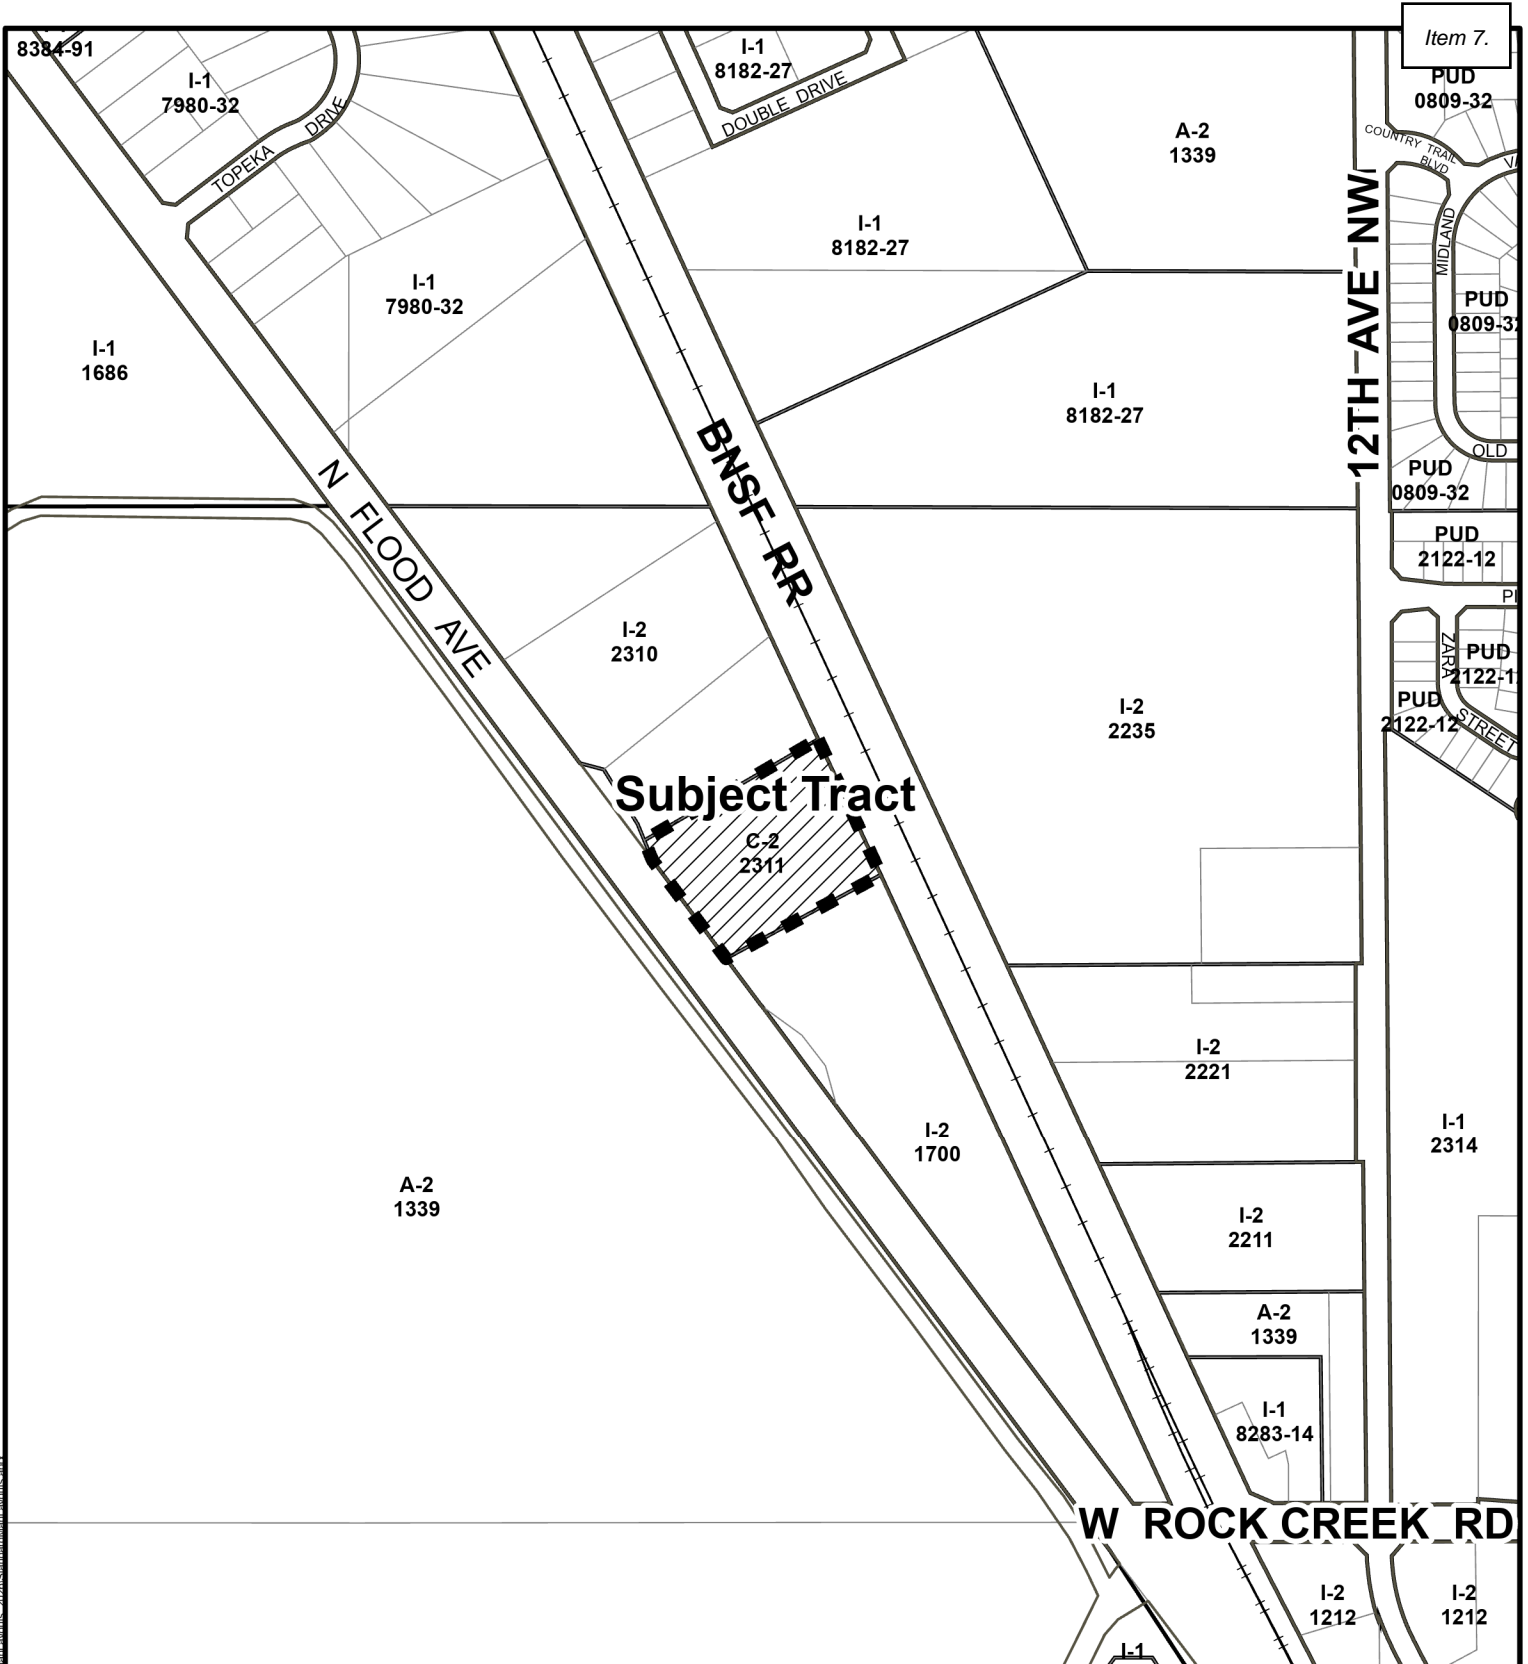 Item 7.
8384-91
I-1
7980-32
TOPEKA DRIVE
I-1
8182-27
DOUBLE DRIVE
A-2
1339
PUD
0809-32
COUNTRY TRAIL
BLVD
12TH AVE NW
MIDLAND
I-1
8182-27
I-1
7980-32
PUD
0809-32
I-1
1686
I-1
8182-27
BNSF RR
OLD
PUD
0809-32
N FLOOD AVE
PUD
2122-12
I-2
2310
ZARA STREET
PUD
2122-1
PUD
2122-12
I-2
2235
Subject Tract
C-2
2311
I-2
2221
I-1
2314
I-2
1700
A-2
1339
I-2
2211
A-2
1339
I-1
8283-14
W ROCK CREEK RD
I-2
1212
I-2
1212
I-1